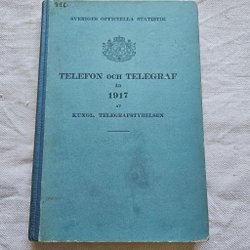 SVERIGES OFFICIELLA STATISTIK
TELEFON OCH TELEGRAF
ÅR
1917
AV
KUNGL. TELEGRAFSTYRELSEN